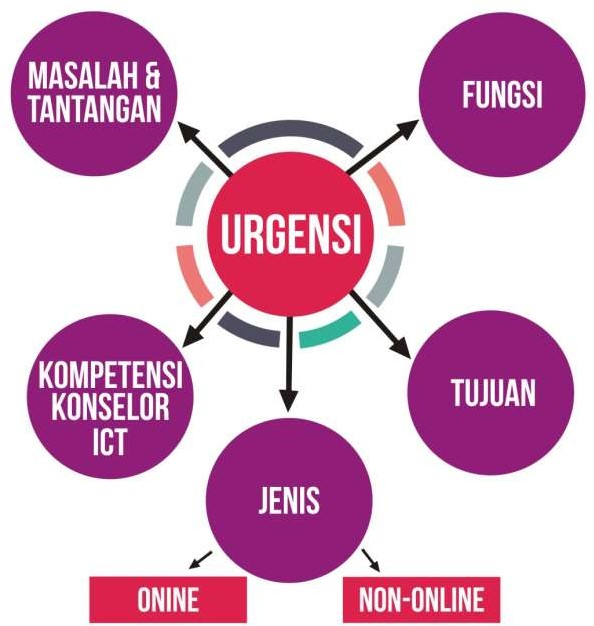 MASALAH &
TANTANGAN
FUNGSI
URGENSI
KOMPETENSI
KONSELOR
ICT
TUJUAN
JENIS
ONINE
NON-ONLINE